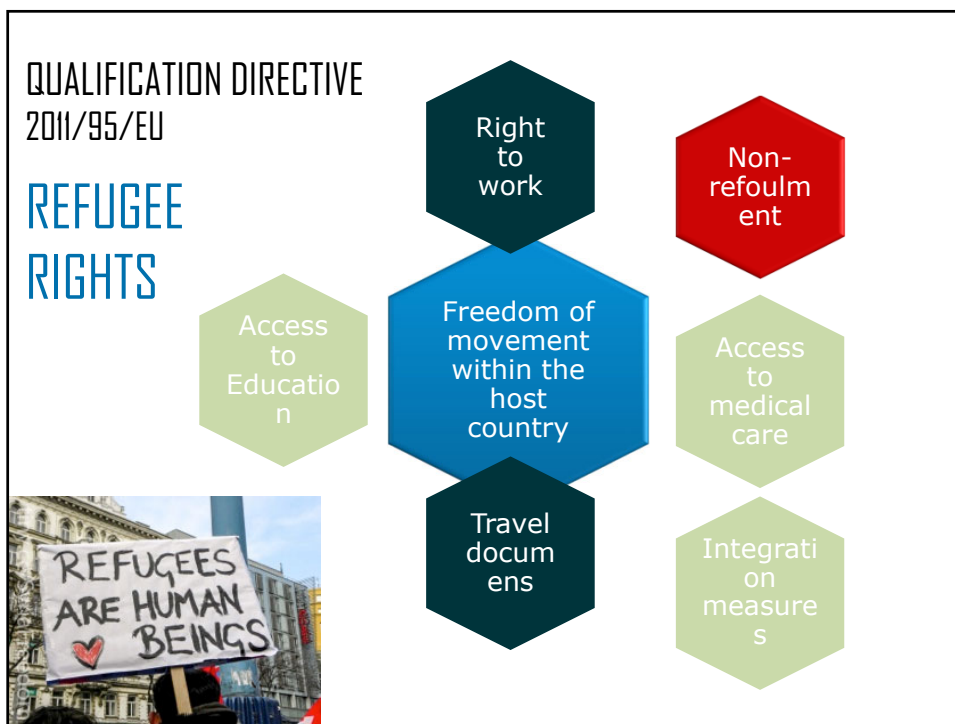 QUALIFICATION DIRECTIVE
2011/95/EU
REFUGEE
RIGHTS
Right
to
work
Non-
refoulm
ent
Freedom of
movement
within the
host
country
Access
to
Educatio
n
Access
to
medical
care
Travel
docum
ens
Integrati
on
measure
s
REFUGEES
ARE HUMAN
BEINGS